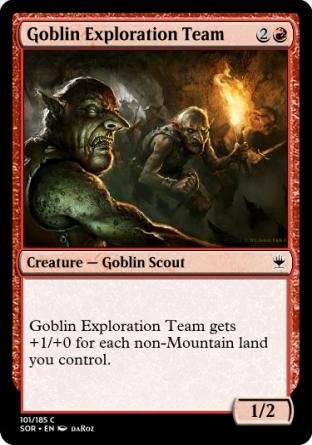 Goblin Exploration Team 2
Creature — Goblin Scout
Goblin Exploration Team gets
+1/+0 for each non-Mountain land
you control.
1/2
101/185 C
SOR • EN DAROZ